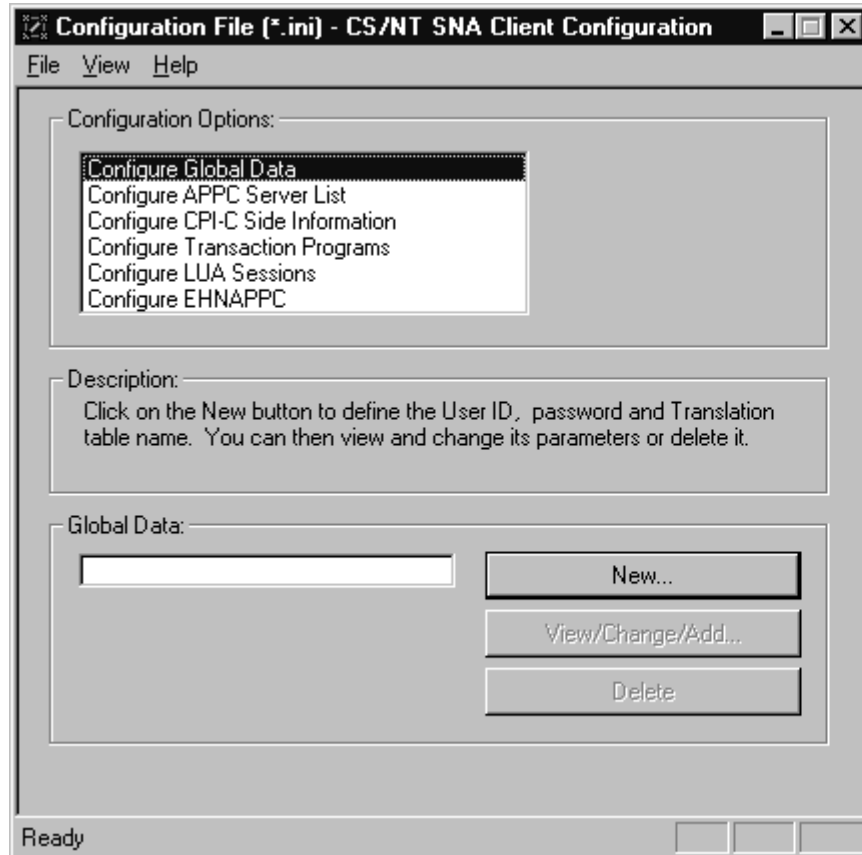 Configuration File (*.ini) - CS/NT SNA Client Configuration
File View Help
Configuration Options:
Configure Global Data
Configure APPC Server List
Configure CPI-C Side Information
Configure Transaction Programs
Configure LUA Sessions
Configure EHNAPPC
Description:
Click on the New button to define the User ID, password and Translation
table name. You can then view and change its parameters or delete it.
Global Data:
New...
View/Change/Add...
Delete
Ready